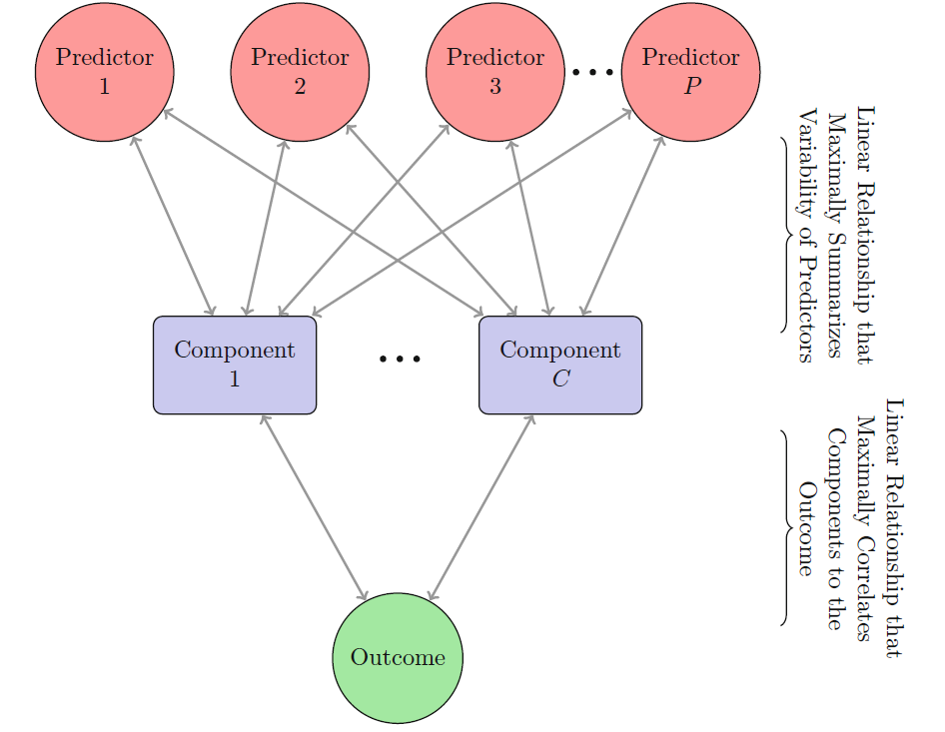 Predictor
1
Predictor
2
Predictor
3
...
Predictor
P
Linear Relationship that
Maximally Summarizes
Variability of Predictors
Component
1
...
Component
C
Linear Relationship that
Maximally Correlates
Components to the
Outcome
Outcome